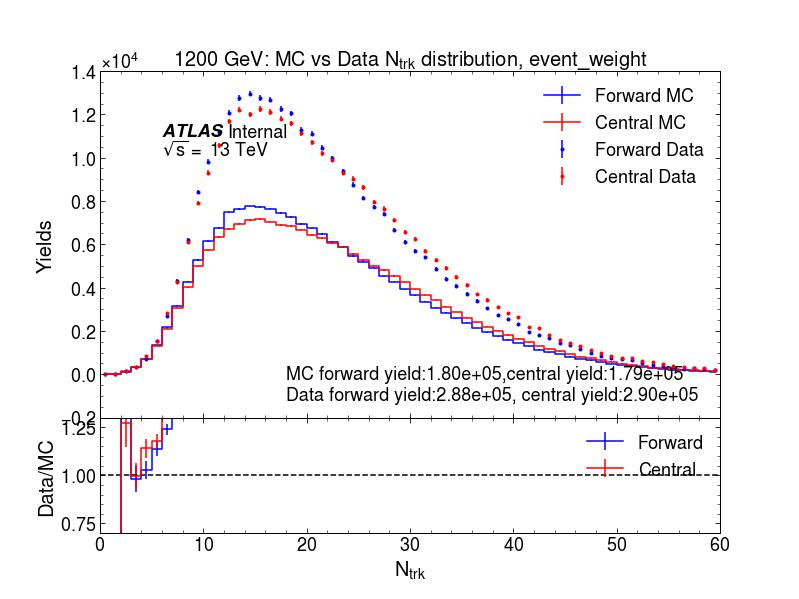 1200 GeV: MC vs Data Ntrk distribution, event_weight
×10⁴
1.4
1.2
1.0
0.8
0.6
0.4
0.2
0.0
0.2
Yields
ATLAS Internal
√s = 13 TeV
Forward MC
Central MC
Forward Data
Central Data
MC forward yield:1.80e+05,central yield:1.79e+05
Data forward yield:2.88e+05, central yield:2.90e+05
1.25
1.00
0.75
Data/MC
Forward
Central
0 10 20 30 40 50 60
Ntrk